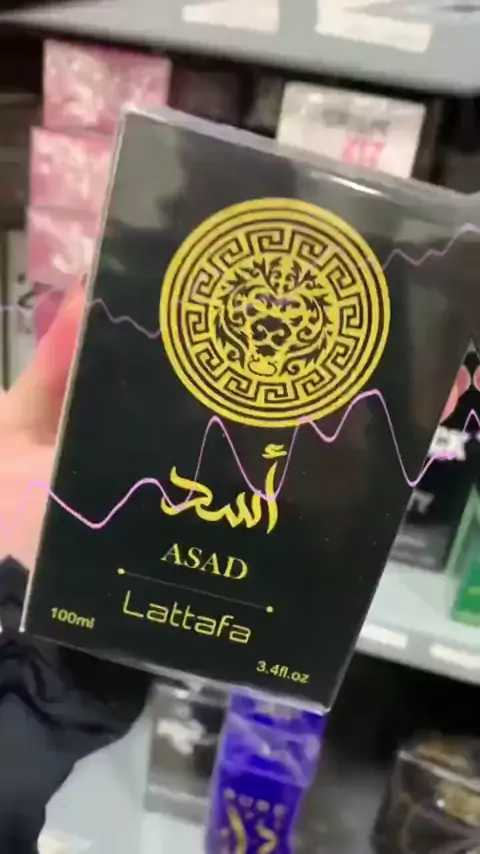 أسد
ASAD
Lattafa
100ml
3.4fl.oz